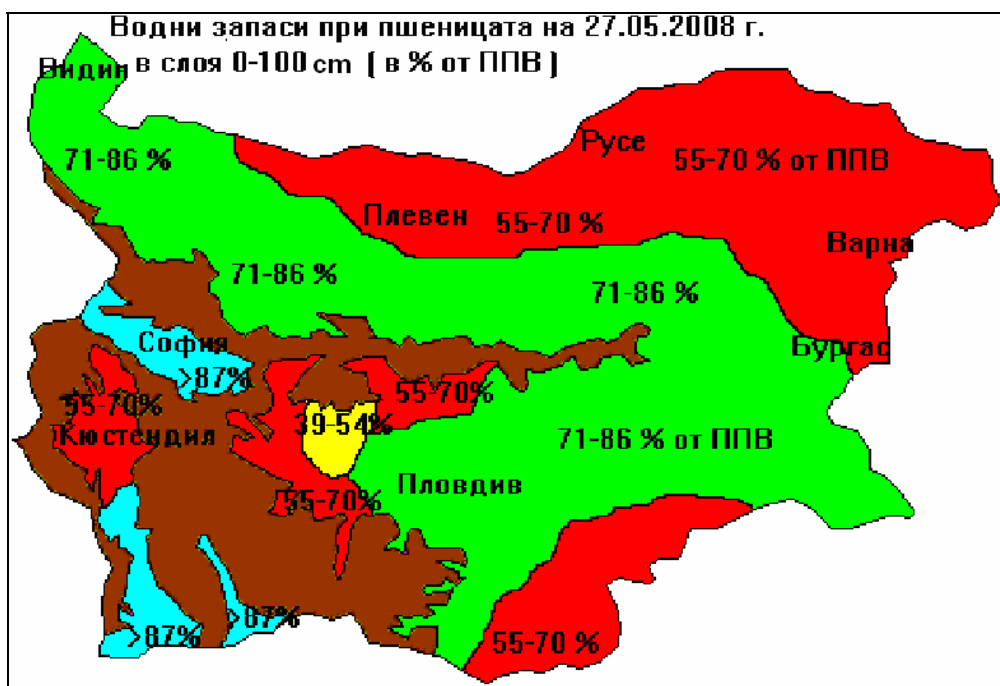 Водни запаси при пшеницата на 27.05.2008 г.
в слоя 0-100 cm ( в % от ППВ )
Видин
Русе
71-86 %
55-70 % от ППВ
Плевен
55-70 %
Варна
71-86 %
71-86 %
София
Бургас
>87%
55-70%
55-70%
39-54%
Кюстендил
71-86 % от ППВ
Пловдив
55-70%
>87%
>87%
55-70 %